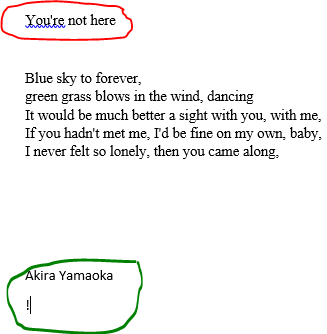 You're not here
Blue sky to forever,
green grass blows in the wind, dancing
It would be much better a sight with you, with me,
If you hadn't met me, I'd be fine on my own, baby,
I never felt so lonely, then you came along,
Akira Yamaoka
!